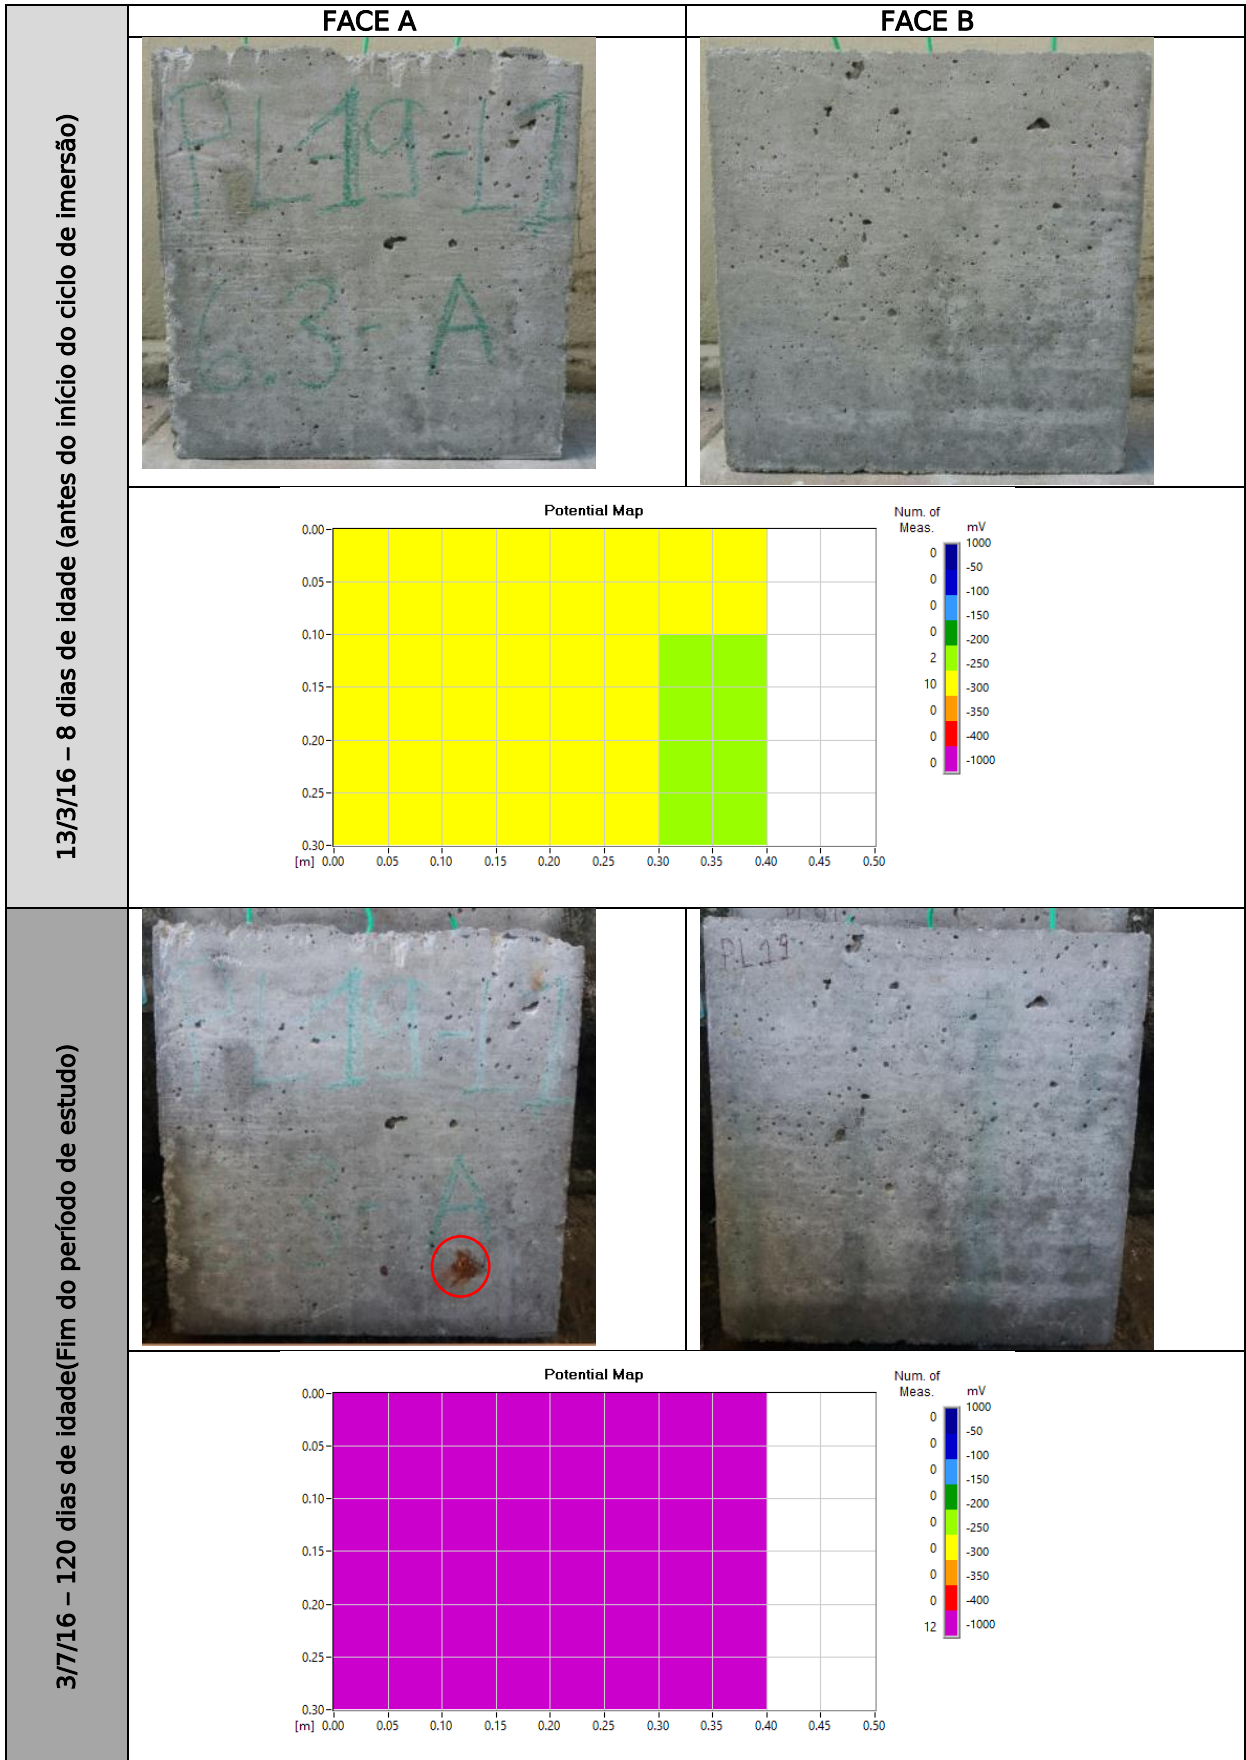 FACE A
FACE B
13/3/16 – 8 dias de idade (antes do início do ciclo de imersão)
PL19-L1
6.3- A
Potential Map
Num. of
Meas.
mV
0.00
0.05
0.10
0.15
0.20
0.25
0.30
[m] 0.00 0.05 0.10 0.15 0.20 0.25 0.30 0.35 0.40 0.45 0.50
1000
0
-50
0
-100
0
-150
0
-200
2
-250
10
-300
0
-350
0
-400
0
-1000
3/7/16 – 120 dias de idade(Fim do período de estudo)
PL19-L1
3- A
PL19
Potential Map
Num. of
Meas.
mV
0.00
0.05
0.10
0.15
0.20
0.25
0.30
[m] 0.00 0.05 0.10 0.15 0.20 0.25 0.30 0.35 0.40 0.45 0.50
1000
0
-50
0
-100
0
-150
0
-200
0
-250
0
-300
0
-350
0
-400
12
-1000